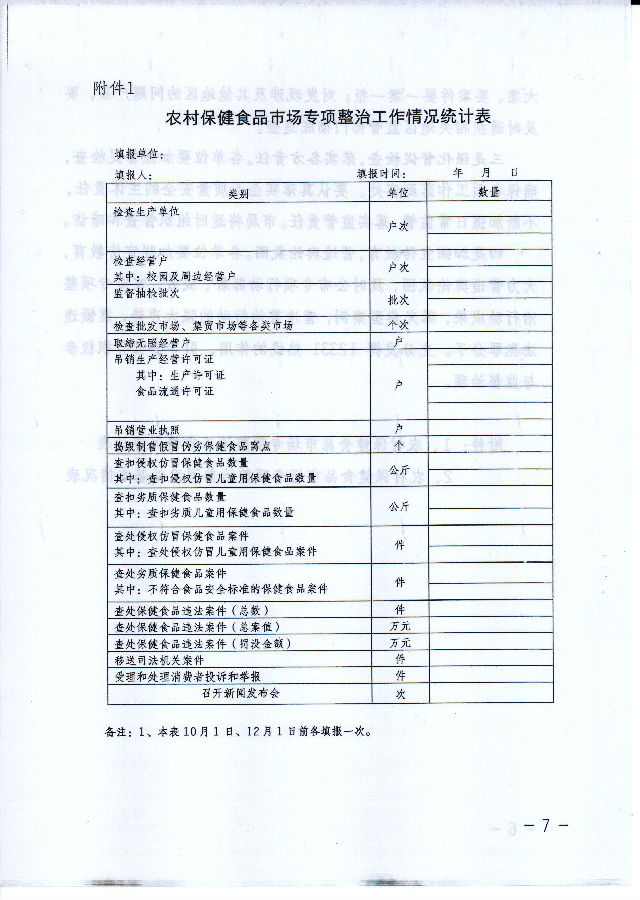 附件1
农村保健食品市场专项整治工作情况统计表
填报单位：
填报人： 填报时间： 年 月 日
类别 单位 数量
检查生产单位 户次
检查经营户 户次
其中：校园及周边经营户
监督抽检批次 批次
检查批发市场、集贸市场等各类市场 个次
取缔无照经营户 户
吊销生产经营许可证 户
其中：生产许可证
食品流通许可证
吊销营业执照 户
捣毁制售假冒伪劣保健食品窝点 个
查扣侵权仿冒保健食品数量 公斤
其中：查扣侵权仿冒儿童用保健食品数量
查扣劣质保健食品数量 公斤
其中：查扣劣质儿童用保健食品数量
查处侵权仿冒保健食品案件 件
其中：查处侵权仿冒儿童用保健食品案件
查处劣质保健食品案件 件
其中：不符合食品安全标准的保健食品案件
查处保健食品违法案件（总数） 件
查处保健食品违法案件（总案值） 万元
查处保健食品违法案件（罚没金额） 万元
移送司法机关案件 件
受理和处理消费者投诉和举报 件
召开新闻发布会 次
备注：1、本表10月1日、12月1日前各填报一次。
－7－